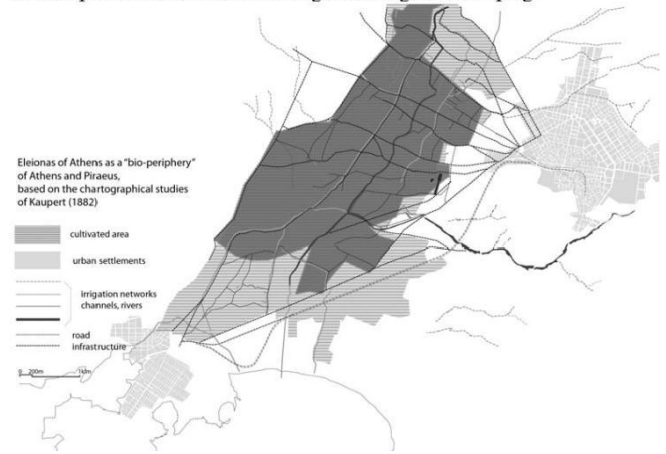 Eleionas of Athens as a "bio-periphery"
of Athens and Piraeus,
based on the chartographical studies
of Kaupert (1882)
cultivated area
urban settlements
irrigation networks
channels, rivers
road
infrastructure
0 200m 1km